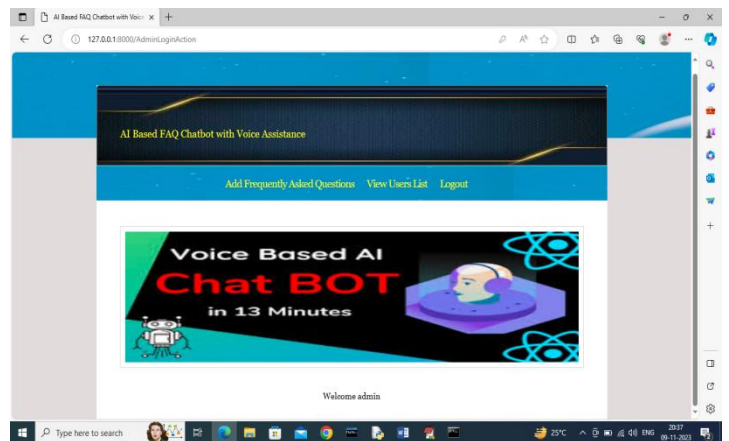 AI Based FAQ Chatbot with Voice
127.0.0.1:8000/AdminLoginAction
AI Based FAQ Chatbot with Voice Assistance
Add Frequently Asked Questions View Users List Logout
Voice Based AI
Chat BOT
in 13 Minutes
Welcome admin
Type here to search
25°C
ENG
20:37
09-11-2023